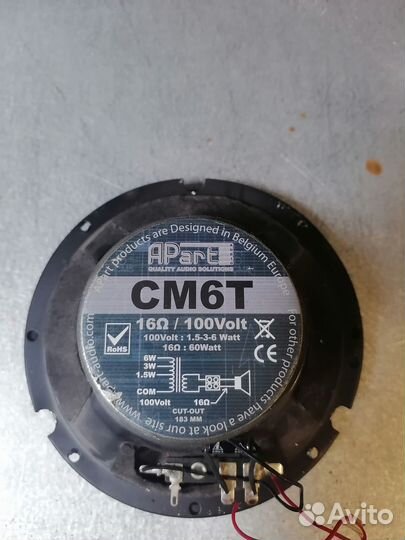 Apart Products are Designed in Belgium Europe
APart
QUALITY AUDIO SOLUTIONS
CM6T
16Ω / 100Volt
100Volt : 1.5-3-6 Watt
16Ω : 60Watt
RoHS
CE
6W
3W
1.5W
COM
100Volt
16Ω
CUT-OUT
183 MM
for other products have a look at our site www.apart-audio.com
Avito